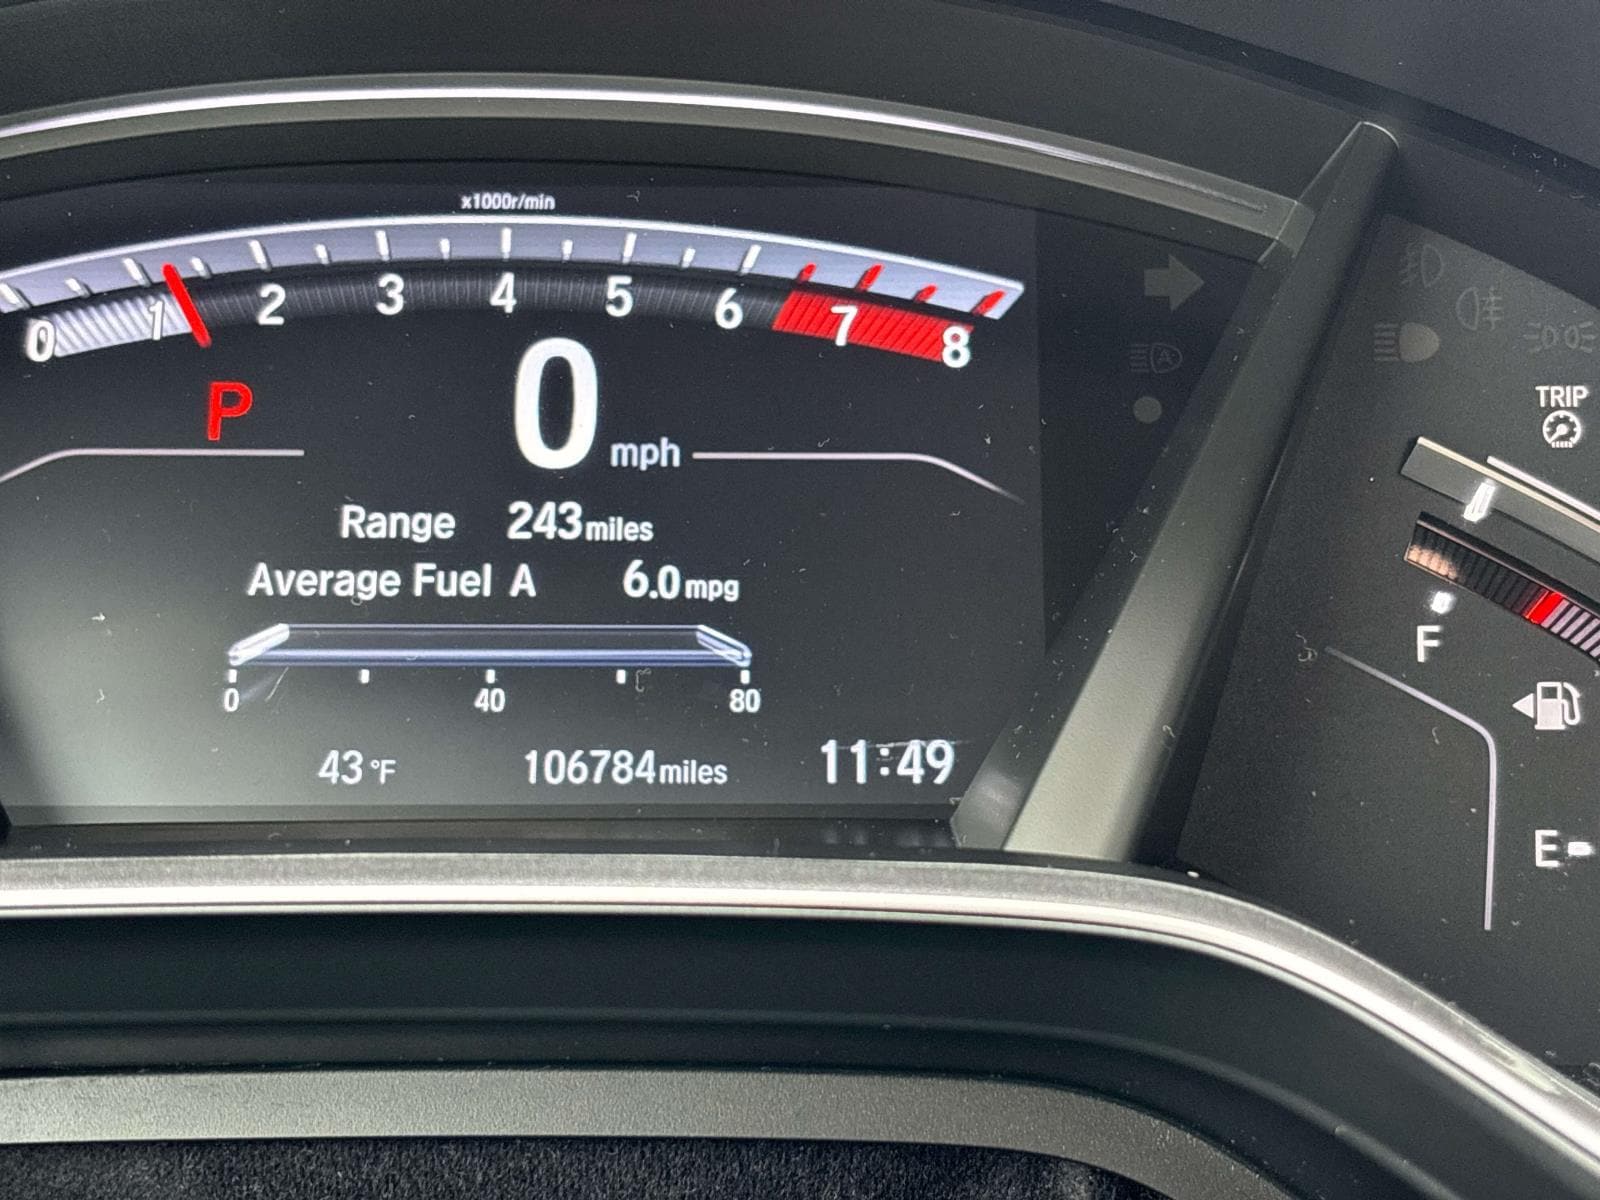 x1000r/min
0 1 2 3 4 5 6 7 8
P
0 mph
Range 243 miles
Average Fuel A 6.0 mpg
0 40 80
43 °F 106784 miles 11:49
A
TRIP
F
E